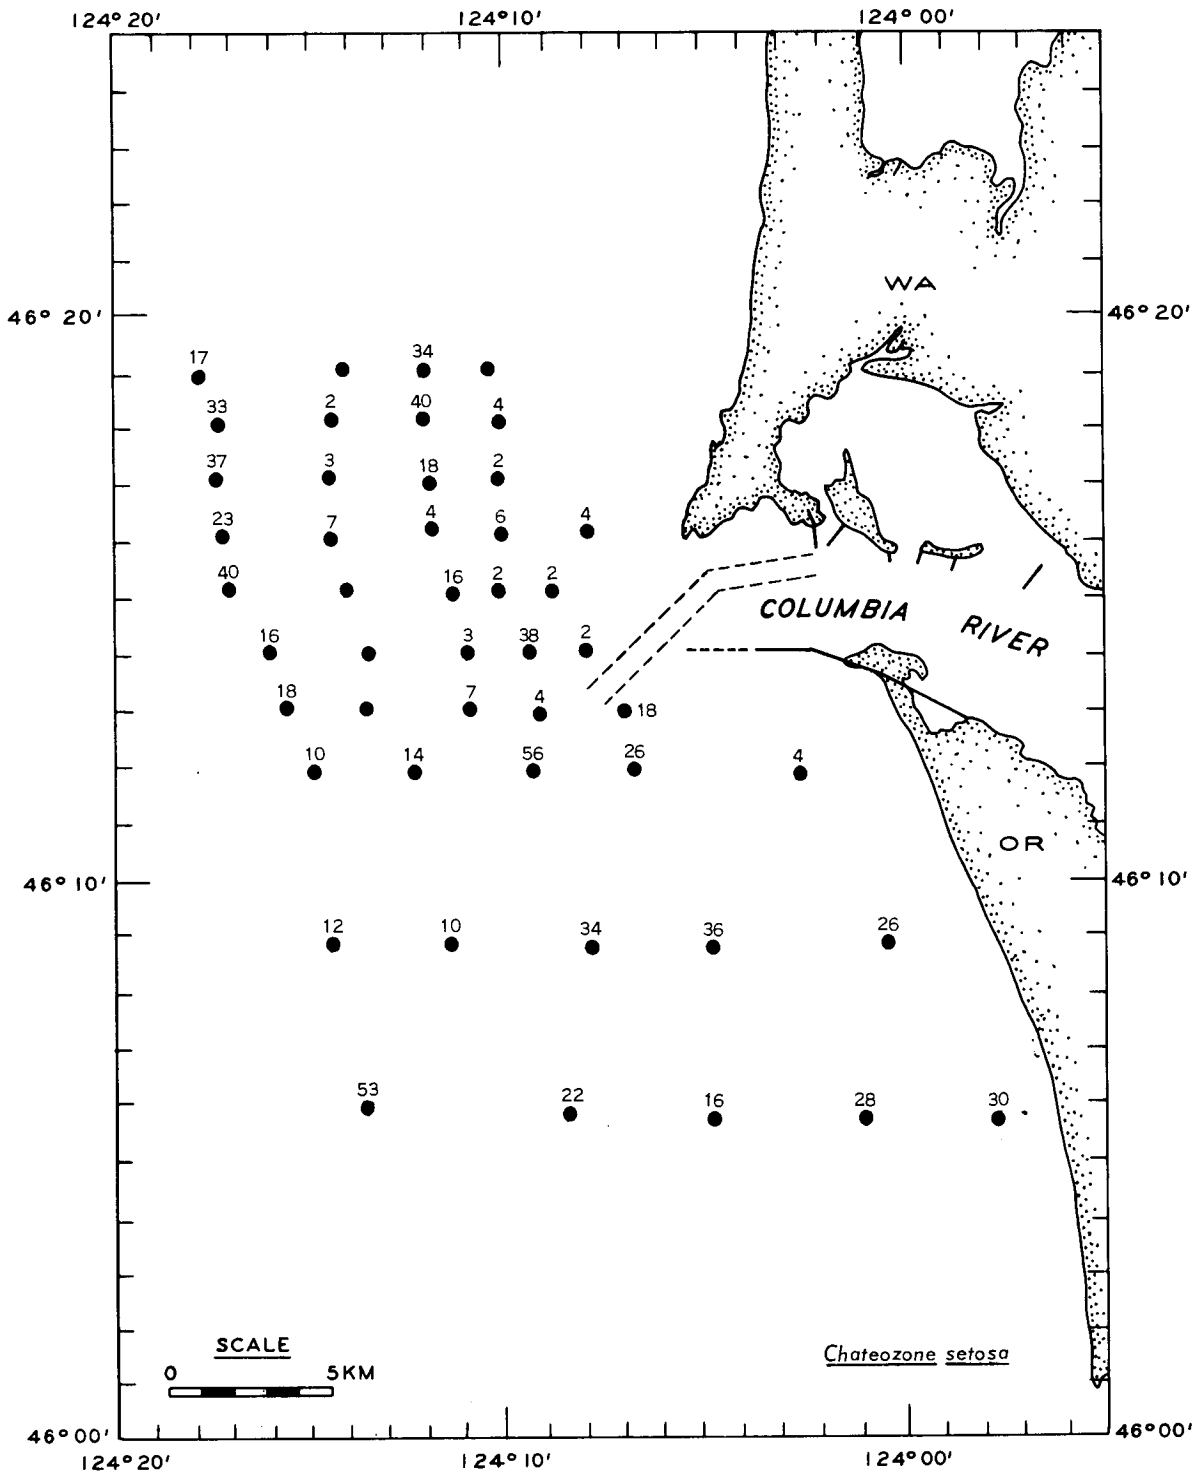 124° 20' 124° 10' 124° 00'
WA
46° 20' 46° 20'
34
17
33 2 40 4
37 3 18 2
23 7 4 6 4
40 16 2 2
COLUMBIA RIVER
16 3 38 2
18 7 4 18
10 14 56 26 4
OR
46° 10' 46° 10'
12 10 34 36 26
53 22 16 28 30
SCALE Chateozone setosa
0 5 KM
46° 00' 46° 00'
124° 20' 124° 10' 124° 00'